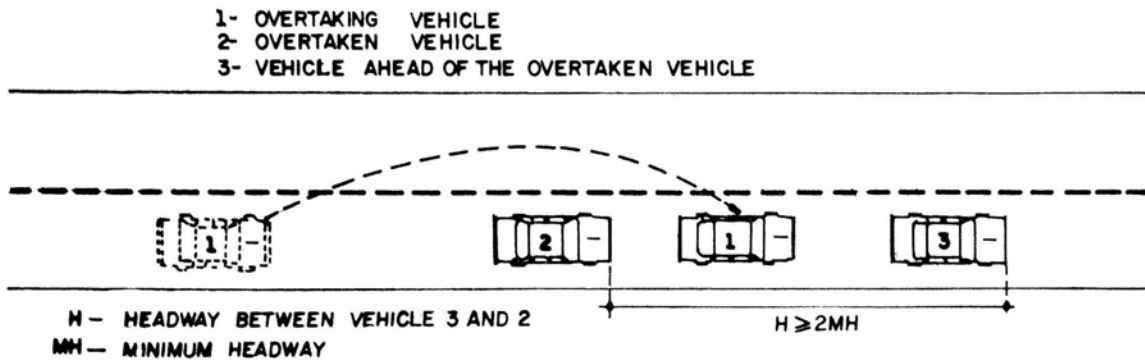 1- OVERTAKING VEHICLE
2- OVERTAKEN VEHICLE
3- VEHICLE AHEAD OF THE OVERTAKEN VEHICLE
1 2 1 3
H – HEADWAY BETWEEN VEHICLE 3 AND 2
H ⩾ 2MH
MH – MINIMUM HEADWAY